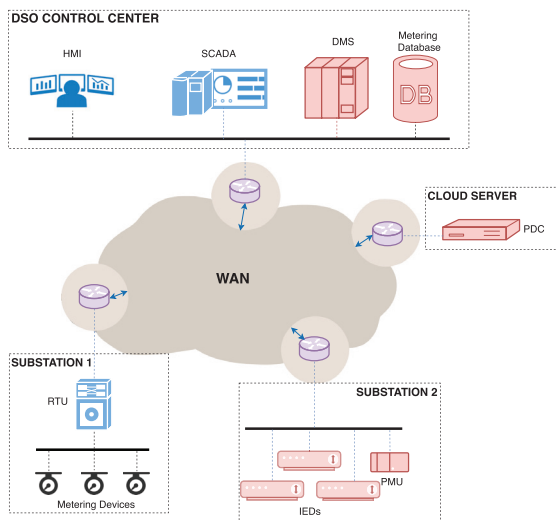 DSO CONTROL CENTER
HMI
SCADA
DMS
Metering
Database
DB
CLOUD SERVER
PDC
WAN
SUBSTATION 1
RTU
Metering Devices
SUBSTATION 2
PMU
IEDs